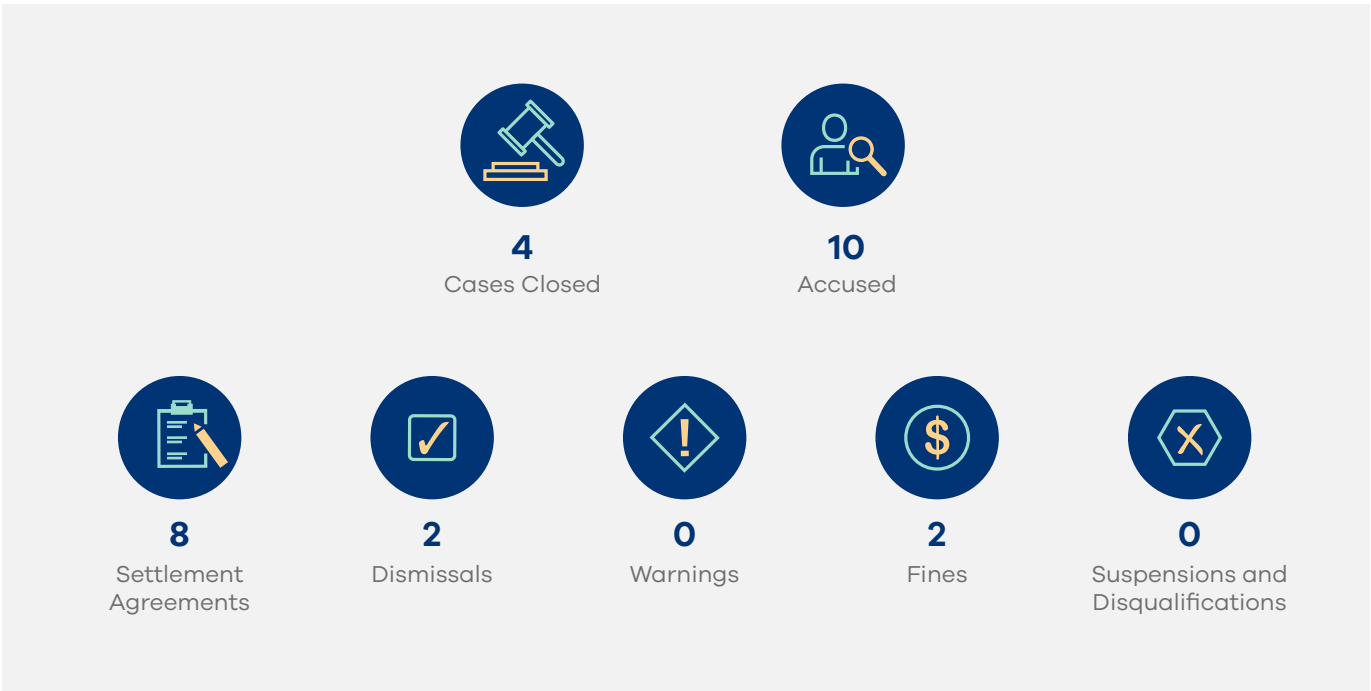 4
Cases Closed
10
Accused
8
Settlement
Agreements
2
Dismissals
0
Warnings
2
Fines
0
Suspensions and
Disqualifications